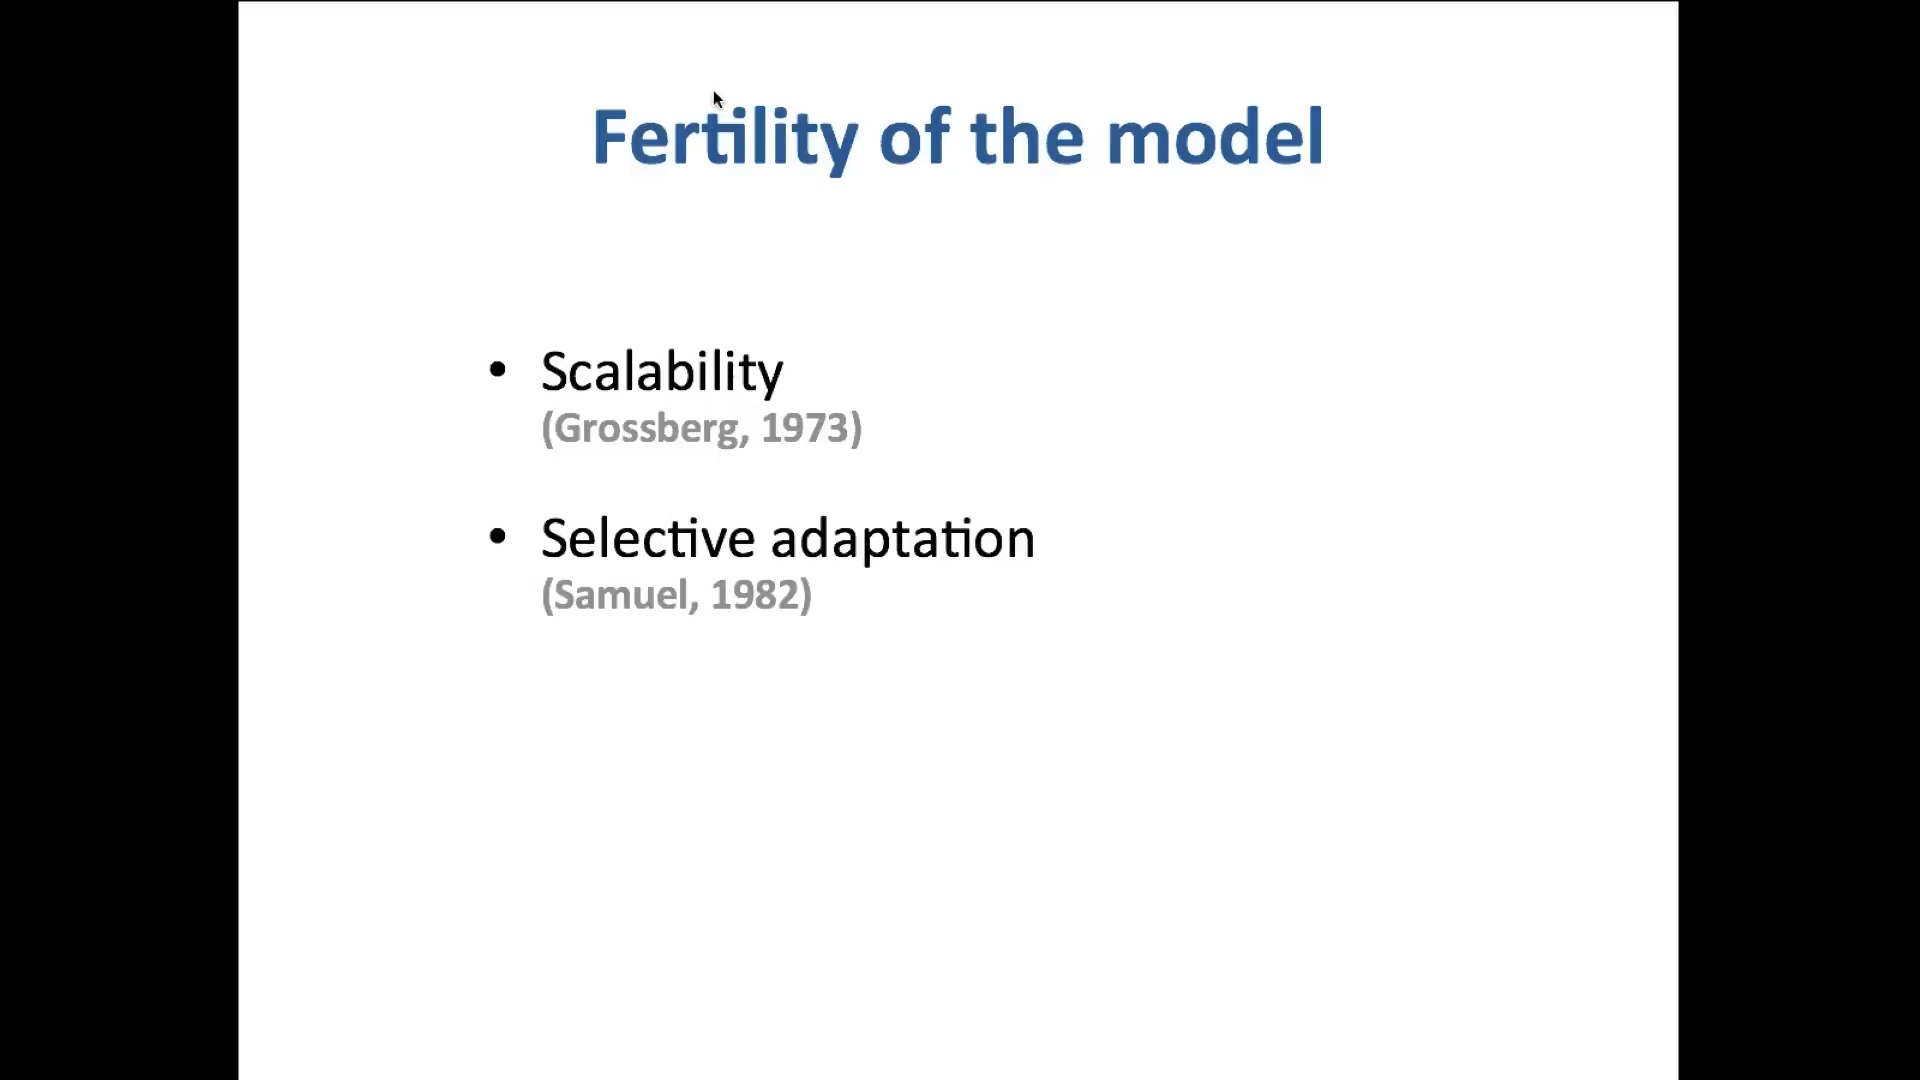 Fertility of the model
• Scalability
(Grossberg, 1973)
• Selective adaptation
(Samuel, 1982)